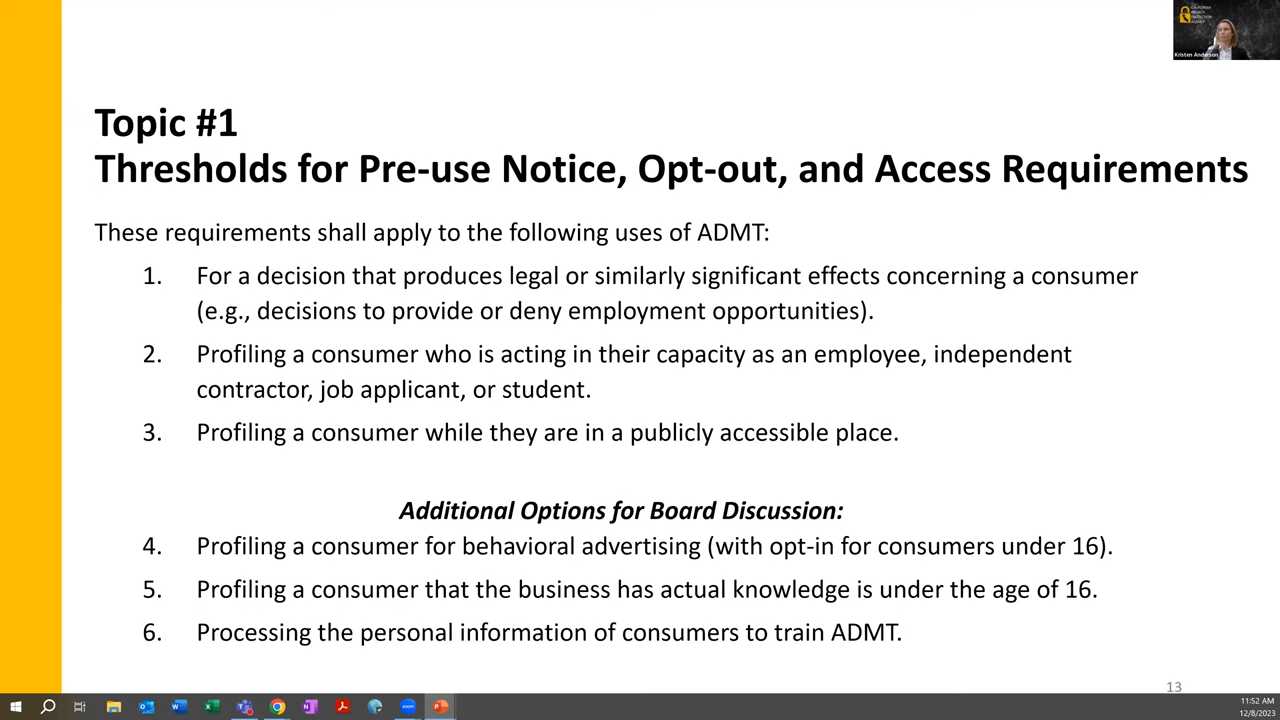 CALIFORNIA
PRIVACY
PROTECTION
AGENCY
Kristen Anderson
Topic #1
Thresholds for Pre-use Notice, Opt-out, and Access Requirements
These requirements shall apply to the following uses of ADMT:
1. For a decision that produces legal or similarly significant effects concerning a consumer
(e.g., decisions to provide or deny employment opportunities).
2. Profiling a consumer who is acting in their capacity as an employee, independent
contractor, job applicant, or student.
3. Profiling a consumer while they are in a publicly accessible place.
Additional Options for Board Discussion:
4. Profiling a consumer for behavioral advertising (with opt-in for consumers under 16).
5. Profiling a consumer that the business has actual knowledge is under the age of 16.
6. Processing the personal information of consumers to train ADMT.
13
11:52 AM
12/8/2023